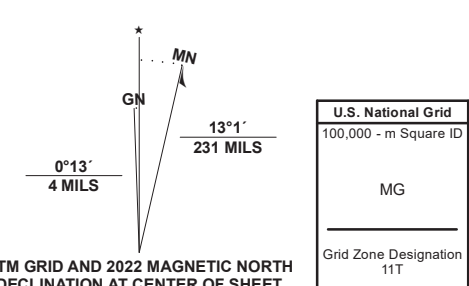 ★
MN
GN
13°1´
231 MILS
0°13´
4 MILS
TM GRID AND 2022 MAGNETIC NORTH
DECLINATION AT CENTER OF SHEET
U.S. National Grid
100,000 - m Square ID
MG
Grid Zone Designation
11T